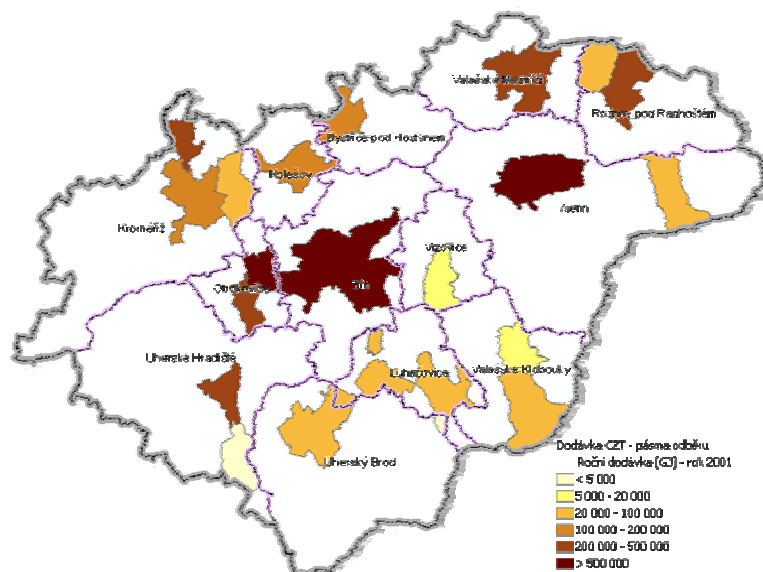 Valašské Meziříčí
Rožnov pod Radhoštěm
Bystřice pod Hostýnem
Holešov
Vsetín
Kroměříž
Vizovice
Otrokovice
Zlín
Uherské Hradiště
Luhačovice
Valašské Klobouky
Uherský Brod
Dodávka CZT - pásma odběru
Roční dodávka [GJ] - rok 2001
< 5 000
5 000 - 20 000
20 000 - 100 000
100 000 - 200 000
200 000 - 500 000
> 500 000